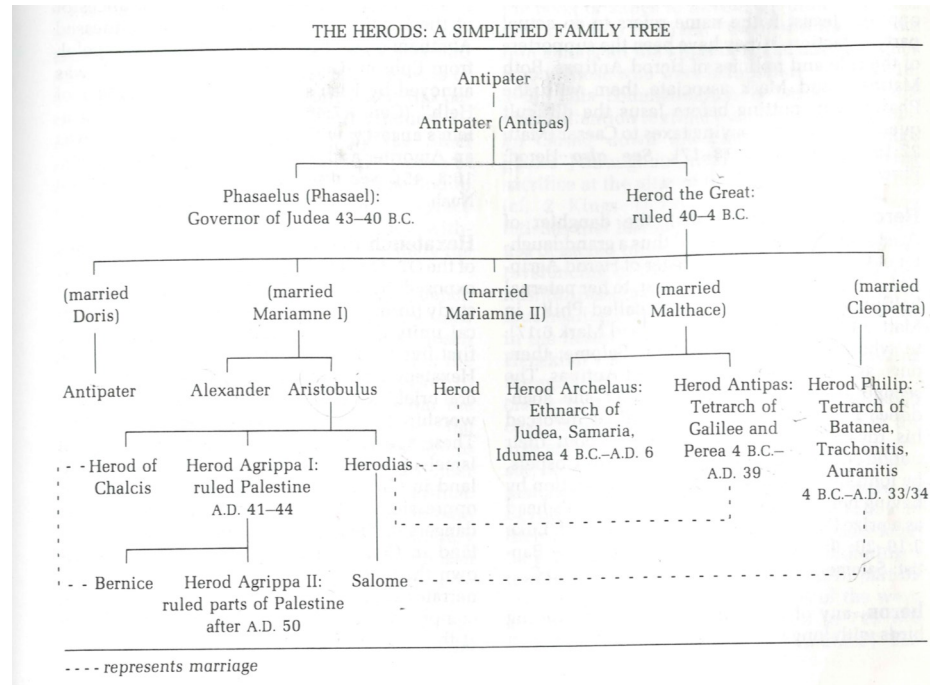 THE HERODS: A SIMPLIFIED FAMILY TREE
Antipater
Antipater (Antipas)
Phasaelus (Phasael):
Governor of Judea 43–40 B.C.
Herod the Great:
ruled 40–4 B.C.
(married
Doris)
(married
Mariamne I)
(married
Mariamne II)
(married
Malthace)
(married
Cleopatra)
Antipater
Alexander
Aristobulus
Herod
Herod Archelaus:
Ethnarch of
Judea, Samaria,
Idumea 4 B.C.–A.D. 6
Herod Antipas:
Tetrarch of
Galilee and
Perea 4 B.C.–
A.D. 39
Herod Philip:
Tetrarch of
Batanea,
Trachonitis,
Auranitis
4 B.C.–A.D. 33/34
Herod of
Chalcis
Herod Agrippa I:
ruled Palestine
A.D. 41–44
Herodias
Bernice
Herod Agrippa II:
ruled parts of Palestine
after A.D. 50
Salome
---- represents marriage